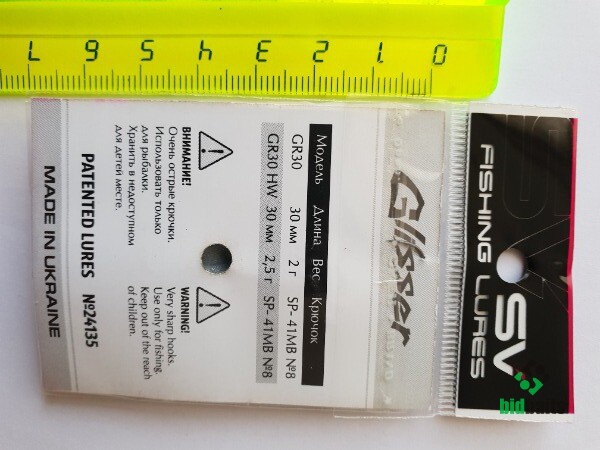 FISHING LURES
SV
Glisser
Модель Длина Вес Крючок
GR30 30 мм 2 г SP- 41MB №8
GR30 HW 30 мм 2,5 г SP- 41MB №8
ВНИМАНИЕ!
Очень острые крючки.
Использовать только
для рыбалки.
Хранить в недоступном
для детей месте.
WARNING!
Very sharp hooks.
Use only for fishing.
Keep out of the reach
of children.
PATENTED LURES №24135
MADE IN UKRAINE
0 1 2 3 4 5 6 7
bid